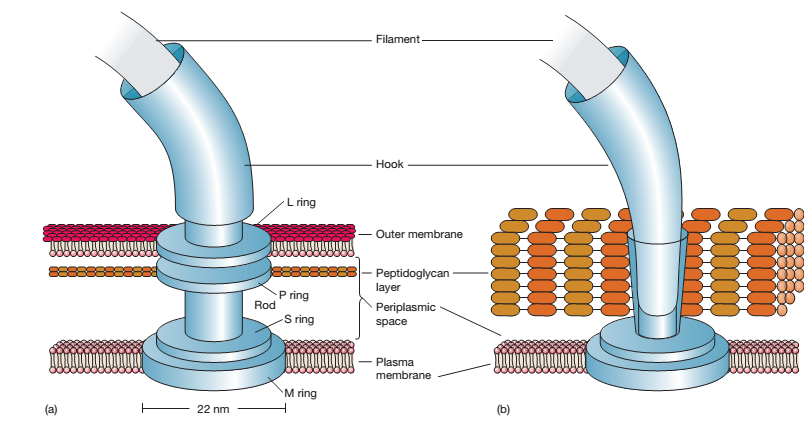 Filament
Hook
L ring
Outer membrane
Peptidoglycan
layer
P ring
Rod
Periplasmic
space
S ring
Plasma
membrane
M ring
(a)
22 nm
(b)